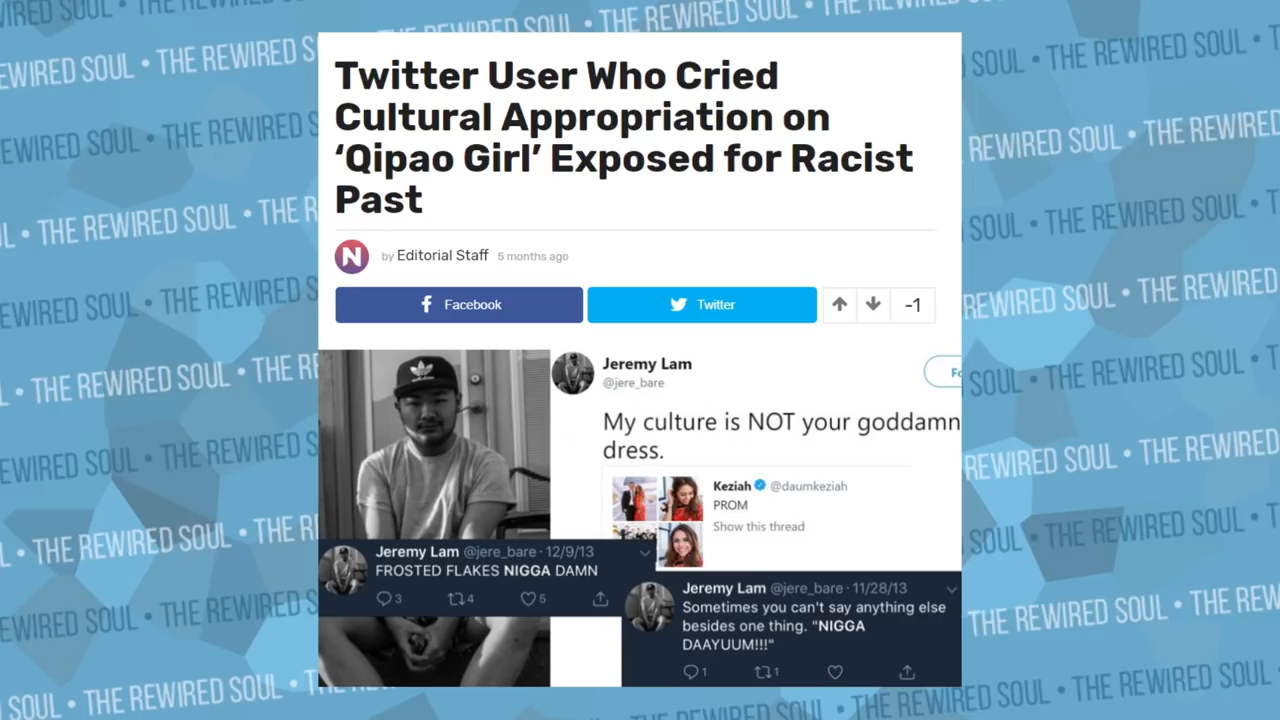 THE REWIRED SOUL
Twitter User Who Cried
Cultural Appropriation on
‘Qipao Girl’ Exposed for Racist
Past
N
by Editorial Staff 5 months ago
Facebook
Twitter
-1
Jeremy Lam
@jere_bare
Fo
My culture is NOT your goddamn
dress.
Keziah @daumkeziah
PROM
Show this thread
Jeremy Lam @jere_bare · 12/9/13
FROSTED FLAKES NIGGA DAMN
3 4 5
Jeremy Lam @jere_bare · 11/28/13
Sometimes you can't say anything else
besides one thing. "NIGGA
DAAYUUM!!!"
1 1